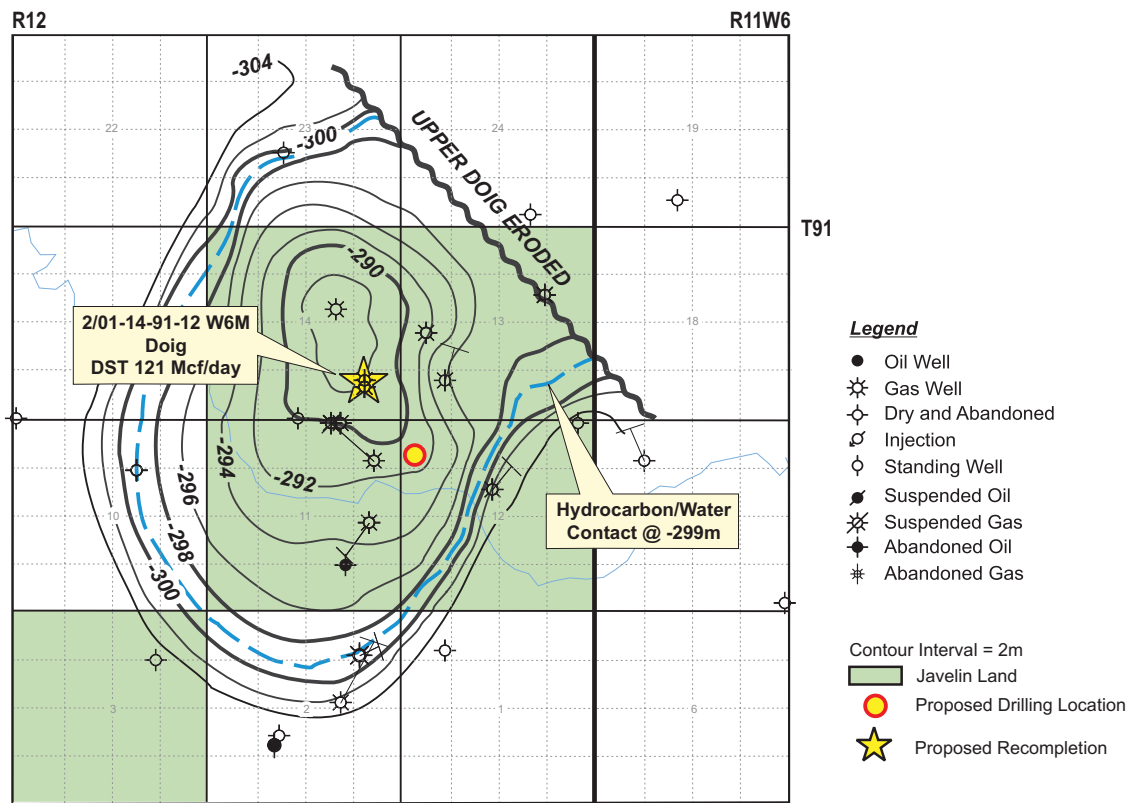 R12
R11W6
-304
22
23
24
19
-300
UPPER DOIG ERODED
T91
-290
2/01-14-91-12 W6M
Doig
DST 121 Mcf/day
14
13
18
-294
-292
-296
-298
-300
Hydrocarbon/Water
Contact @ -299m
10
11
12
3
2
1
6
Legend
Oil Well
Gas Well
Dry and Abandoned
Injection
Standing Well
Suspended Oil
Suspended Gas
Abandoned Oil
Abandoned Gas
Contour Interval = 2m
Javelin Land
Proposed Drilling Location
Proposed Recompletion